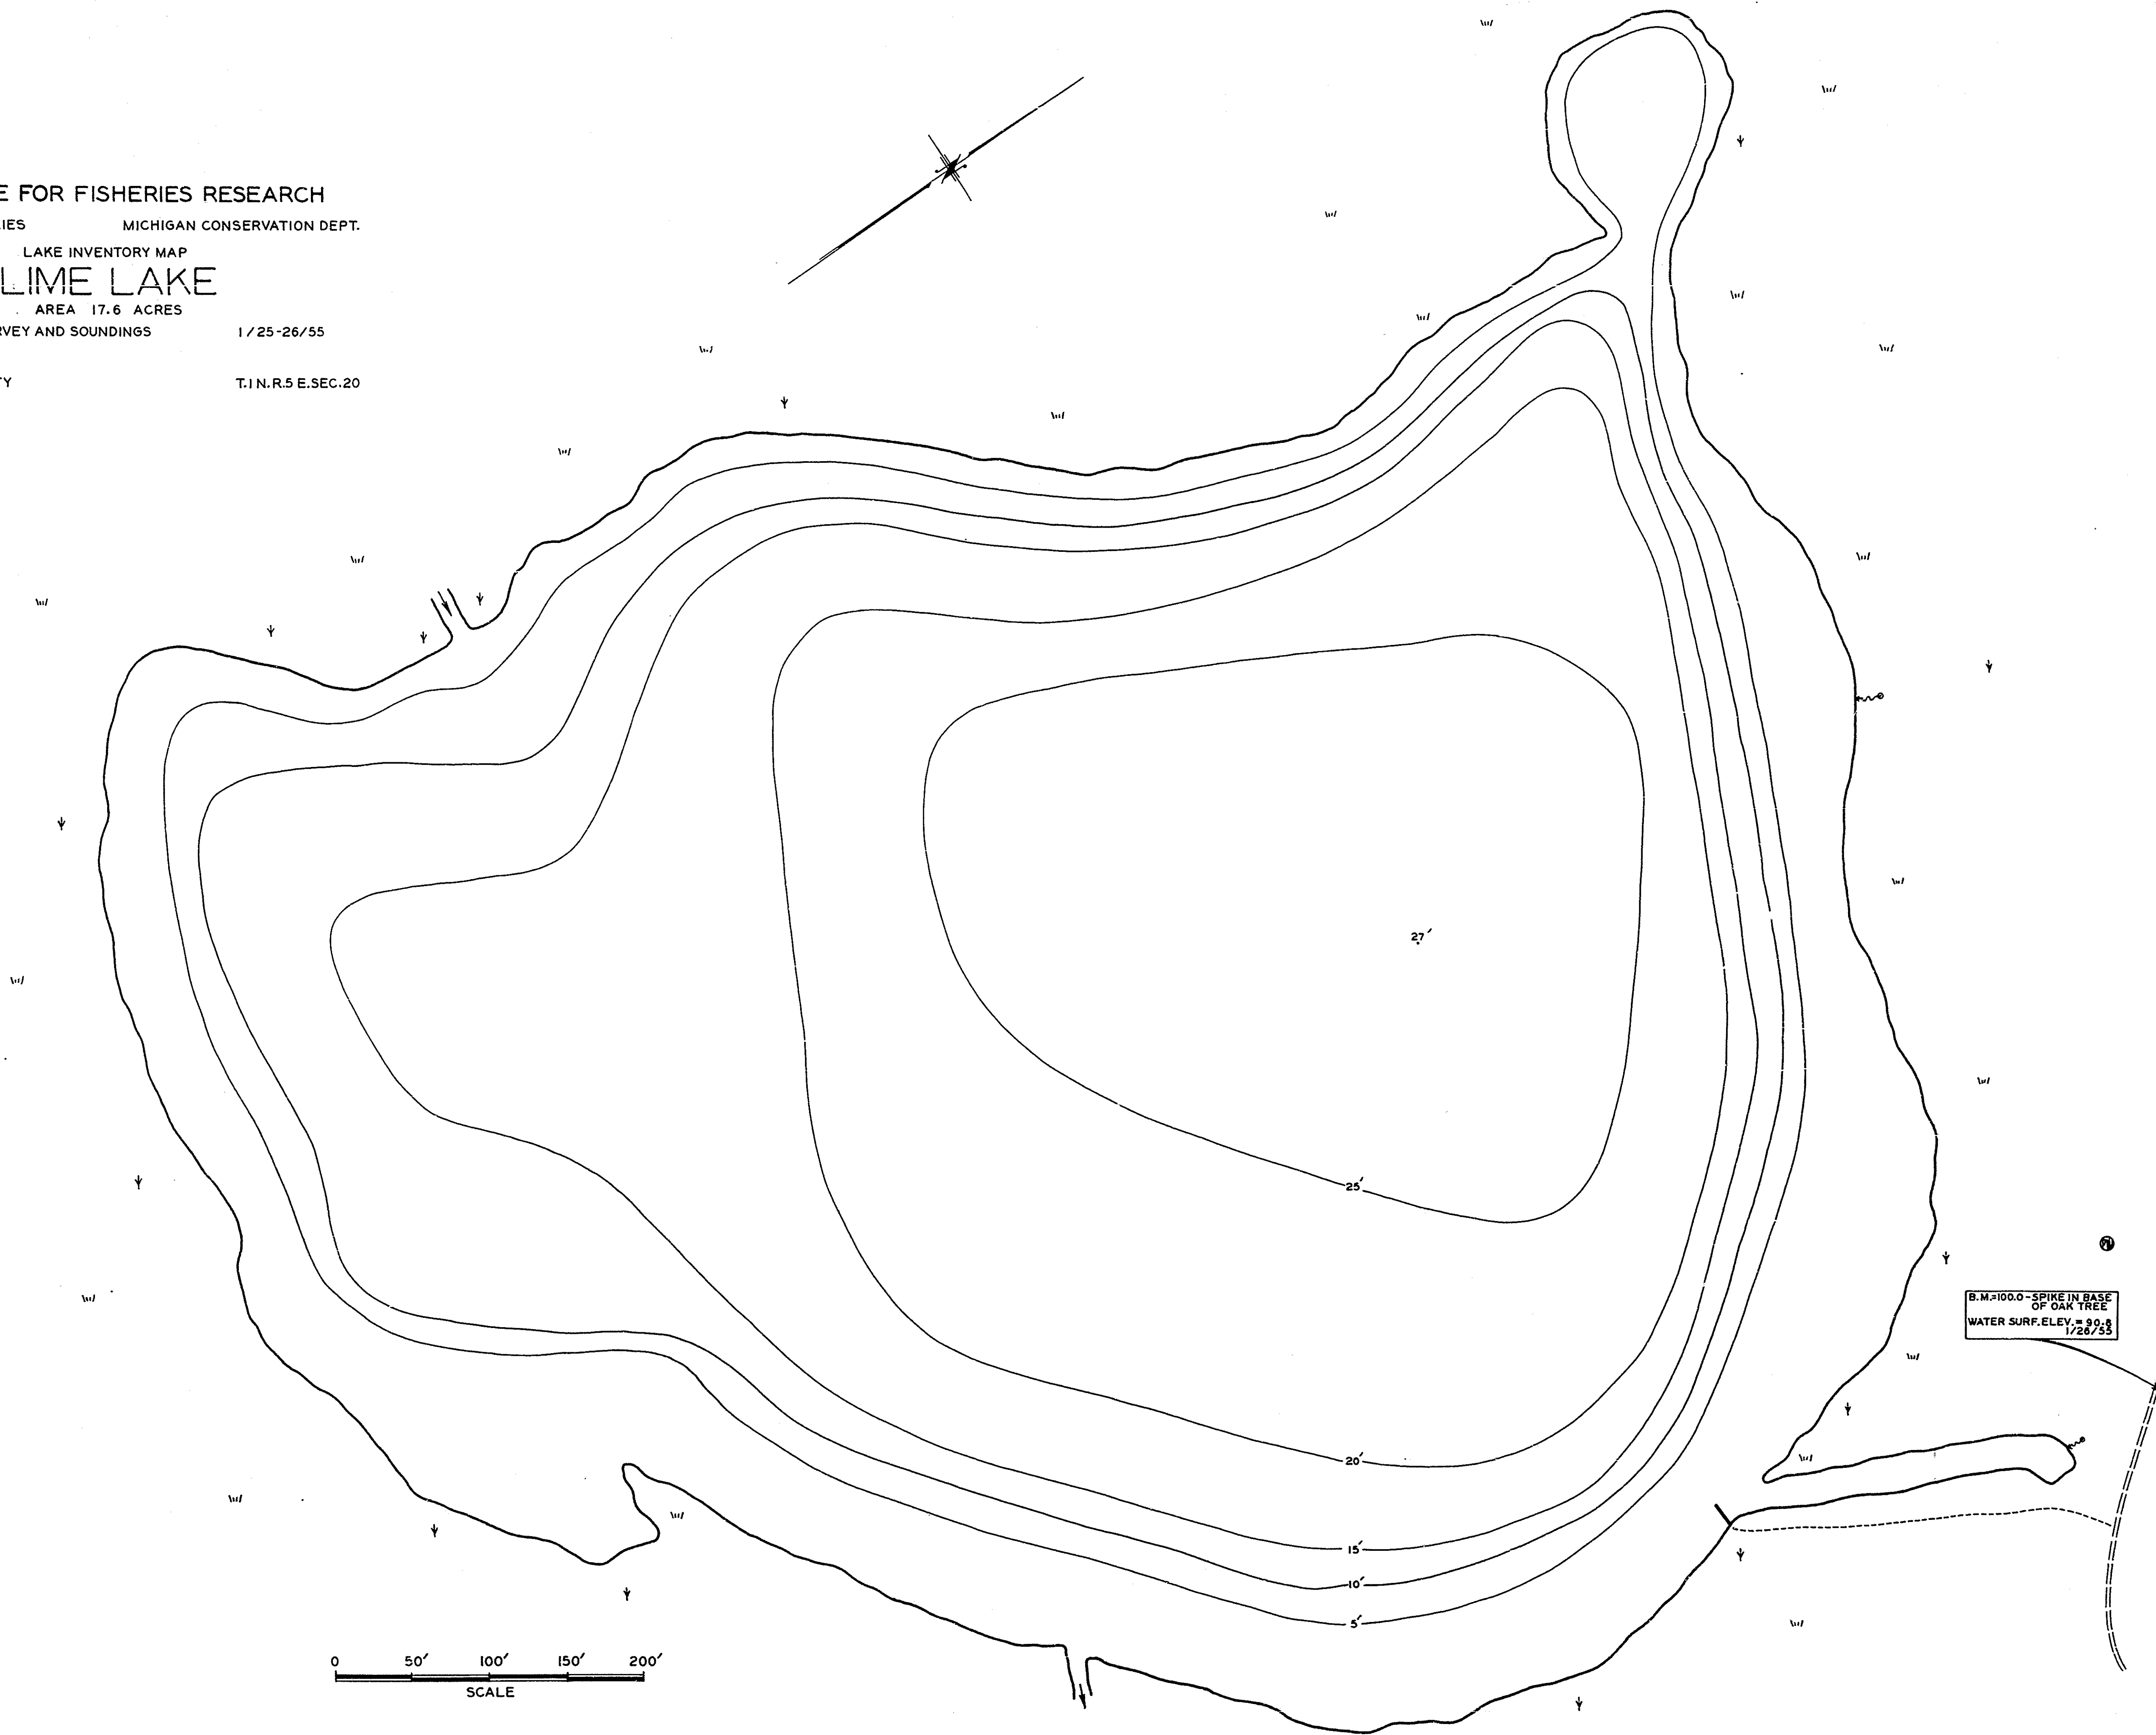 E FOR FISHERIES RESEARCH
IES MICHIGAN CONSERVATION DEPT.
LAKE INVENTORY MAP
LIME LAKE
AREA 17.6 ACRES
RVEY AND SOUNDINGS 1/25-26/55
TY T.1 N.R.5 E.SEC.20
27′
25′
20′
15′
10′
5′
B.M.=100.0-SPIKE IN BASE
OF OAK TREE
WATER SURF. ELEV.= 90.8
1/26/55
0 50′ 100′ 150′ 200′
SCALE